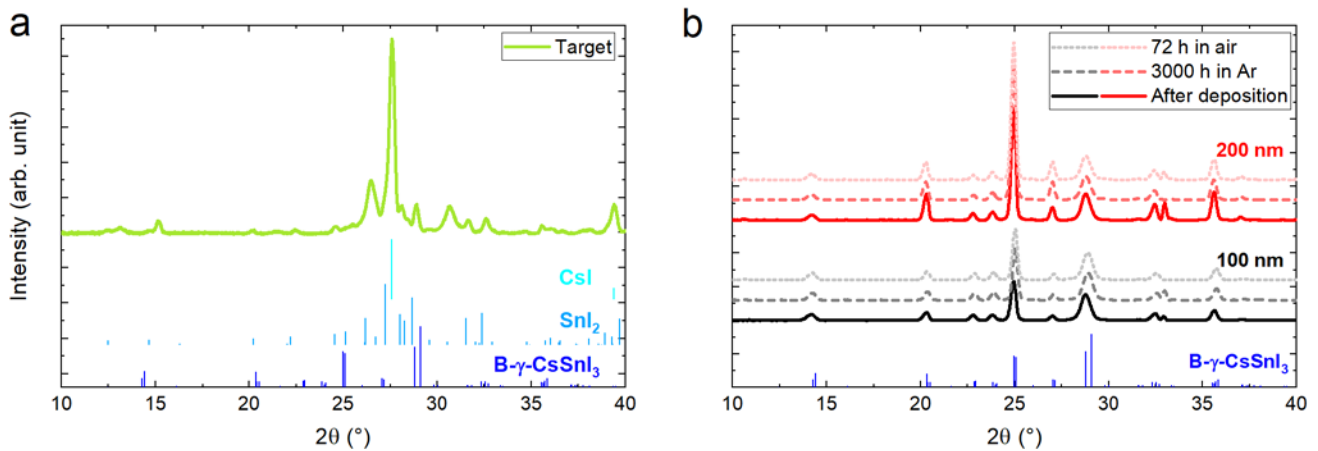 a
Intensity (arb. unit)
Target
CsI
SnI₂
B-γ-CsSnI₃
10 15 20 25 30 35 40
2θ (°)
b
72 h in air
3000 h in Ar
After deposition
200 nm
100 nm
B-γ-CsSnI₃
10 15 20 25 30 35 40
2θ (°)